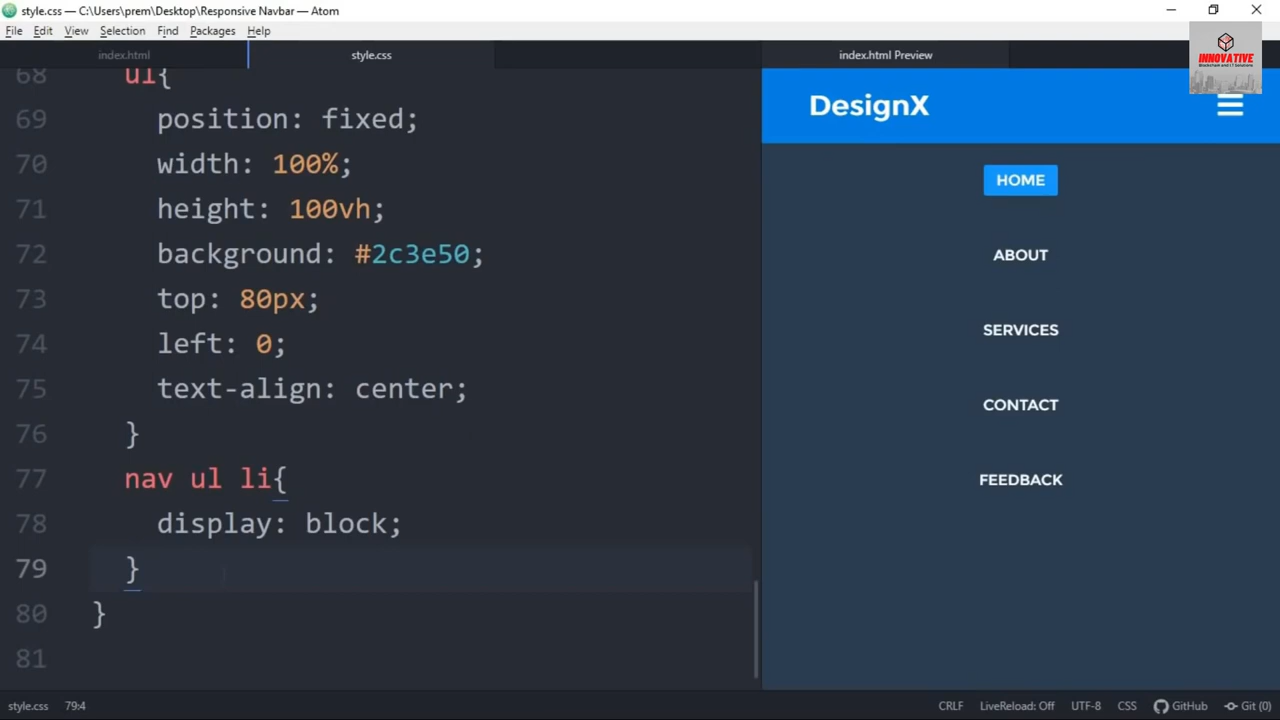 style.css — C:\Users\prem\Desktop\Responsive Navbar — Atom
File Edit View Selection Find Packages Help
index.html style.css index.html Preview
INNOVATIVE
Blockchain and I.T Solutions
68 ul{
69 position: fixed;
70 width: 100%;
71 height: 100vh;
72 background: #2c3e50;
73 top: 80px;
74 left: 0;
75 text-align: center;
76 }
77 nav ul li{
78 display: block;
79 }
80 }
81
DesignX
HOME
ABOUT
SERVICES
CONTACT
FEEDBACK
style.css 79:4 CRLF LiveReload: Off UTF-8 CSS GitHub Git (0)